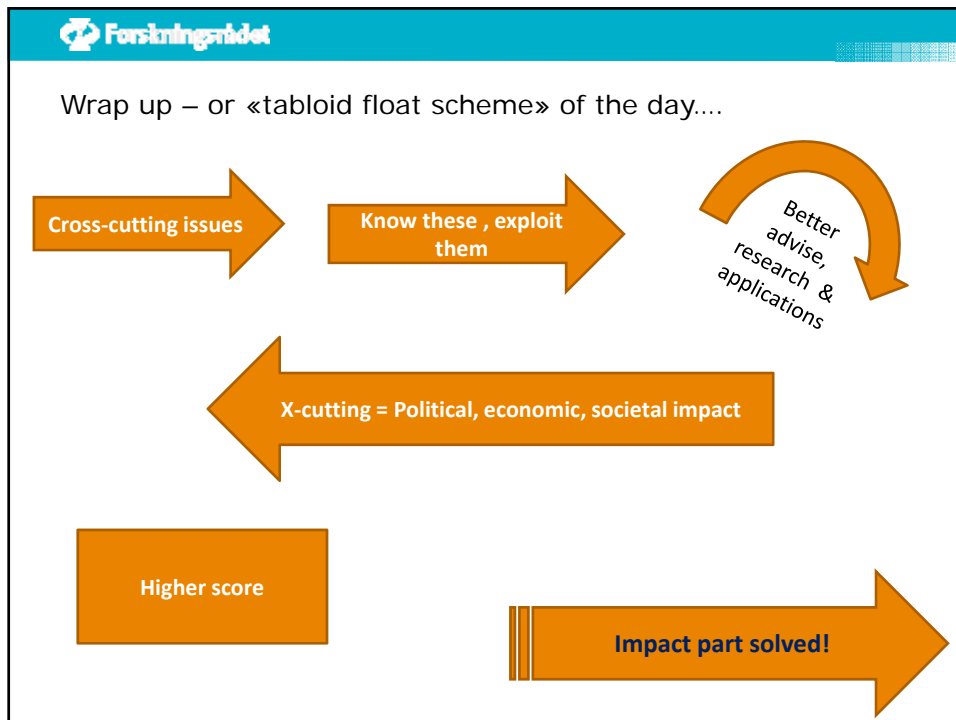 Forskningsrådet
Wrap up – or «tabloid float scheme» of the day....
Cross-cutting issues
Know these , exploit
them
Better
advise,
research &
applications
X-cutting = Political, economic, societal impact
Higher score
Impact part solved!